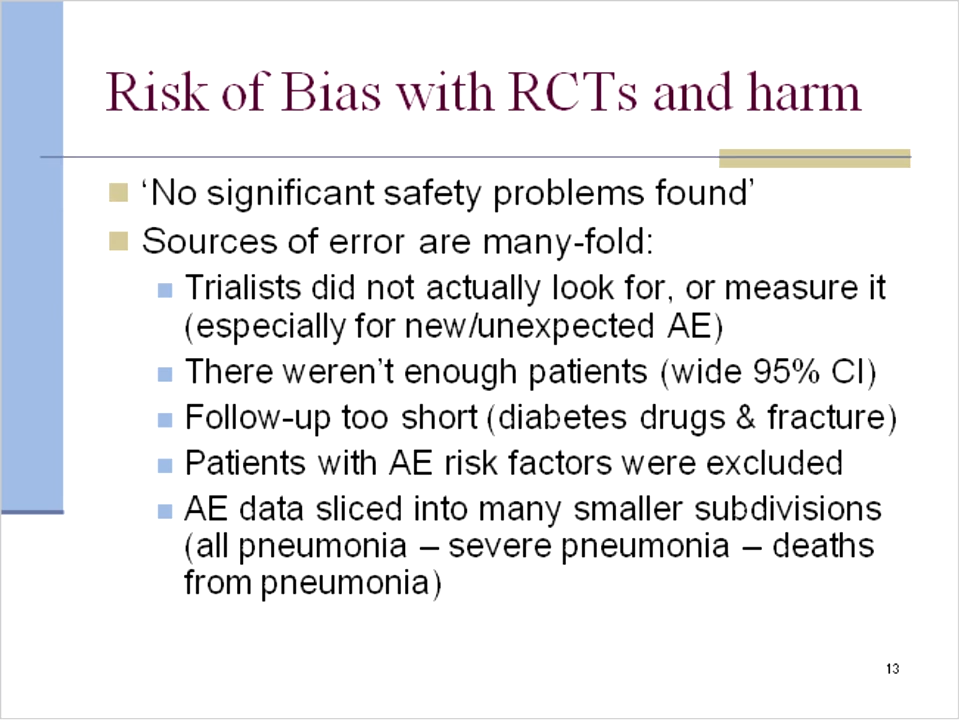 Risk of Bias with RCTs and harm
‘No significant safety problems found’
Sources of error are many-fold:
Trialists did not actually look for, or measure it
(especially for new/unexpected AE)
There weren’t enough patients (wide 95% CI)
Follow-up too short (diabetes drugs & fracture)
Patients with AE risk factors were excluded
AE data sliced into many smaller subdivisions
(all pneumonia – severe pneumonia – deaths
from pneumonia)
13